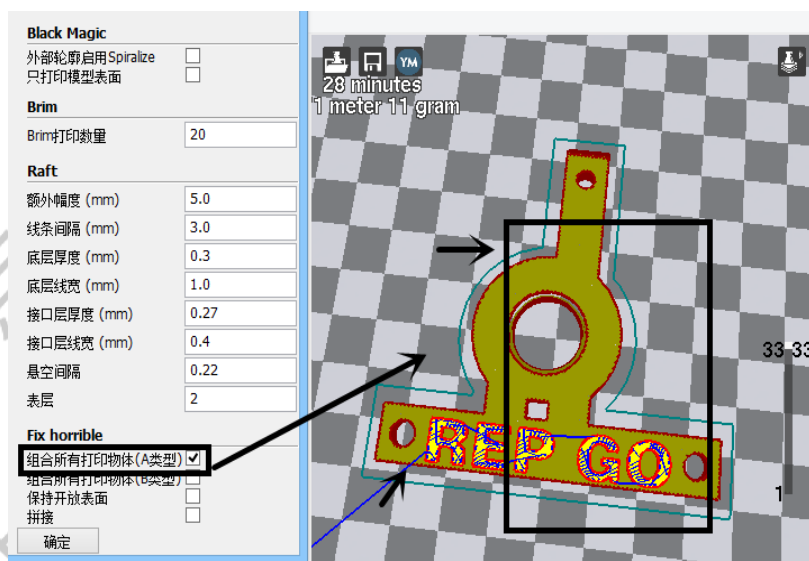 Black Magic
外部轮廓启用Spiralize
只打印模型表面
Brim
Brim打印数量 20
Raft
额外幅度 (mm) 5.0
线条间隔 (mm) 3.0
底层厚度 (mm) 0.3
底层线宽 (mm) 1.0
接口层厚度 (mm) 0.27
接口层线宽 (mm) 0.4
悬空间隔 0.22
表层 2
Fix horrible
组合所有打印物体(A类型)
组合所有打印物体(B类型)
保持开放表面
拼接
确定
YM
28 minutes
1 meter 11 gram
33 33
REP GO
1